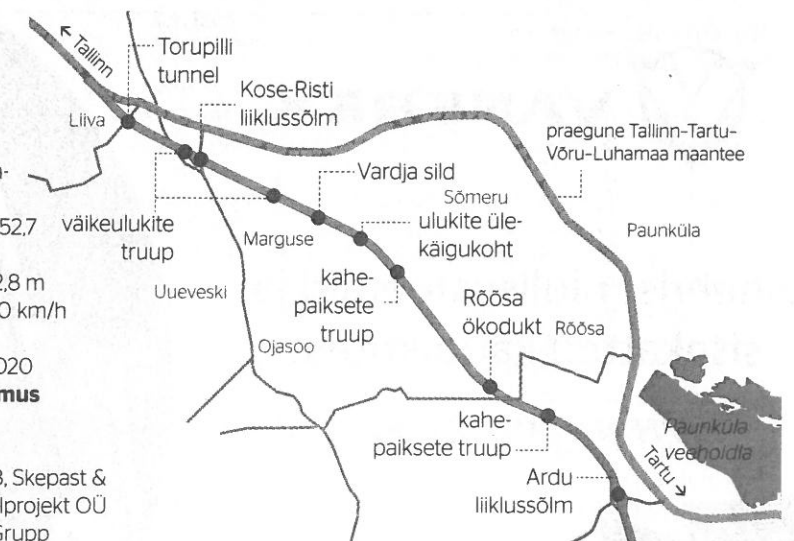 ↖ Tallinn
Torupilli
tunnel
Kose-Risti
liiklussõlm
Liiva
praegune Tallinn-Tartu-
Võru-Luhamaa maantee
a-
Vardja sild
Sõmeru
52,7
väikeulukite
truup
Marguse
ulukite üle-
käigukoht
Paunküla
2,8 m
0 km/h
Uueveski
kahe-
paiksete
truup
Röösa
ökodukt
Röösa
020
mus
Ojasoo
kahe-
paiksete truup
Paunküla
veehoidla
Tartu ↘
Ardu
liiklussõlm
3, Skepast &
lprojekt OÜ
Grupp